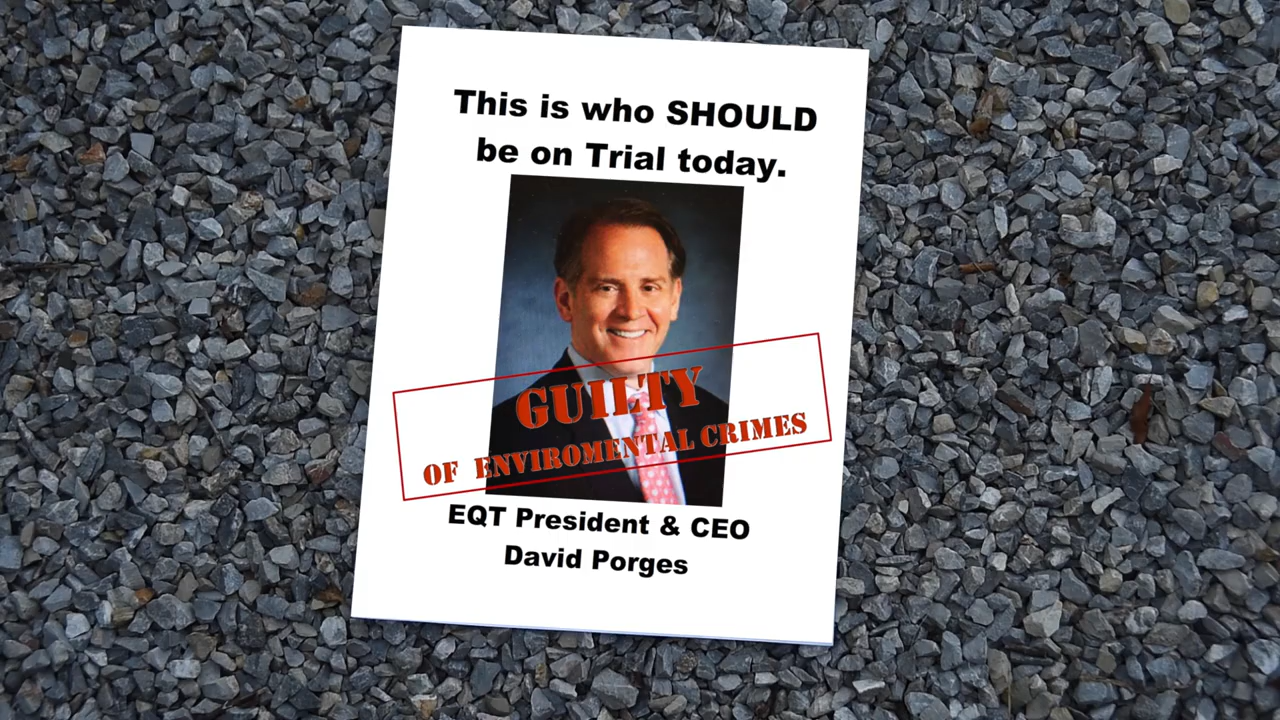 This is who SHOULD
be on Trial today.
GUILTY
OF ENVIROMENTAL CRIMES
EQT President & CEO
David Porges